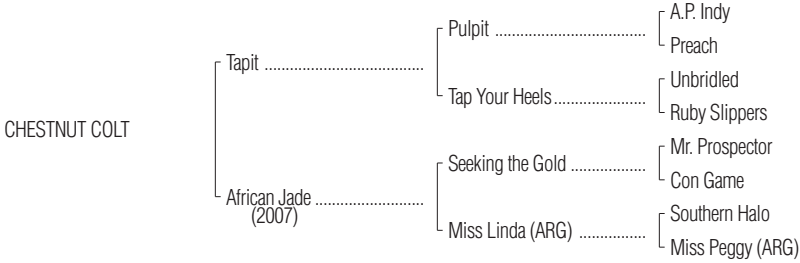 A.P. Indy
Pulpit ......................................
Preach
Tapit ........................................
Unbridled
Tap Your Heels.......................
Ruby Slippers
CHESTNUT COLT
Mr. Prospector
Seeking the Gold ...................
Con Game
African Jade ...........................
(2007)
Southern Halo
Miss Linda (ARG) .................
Miss Peggy (ARG)